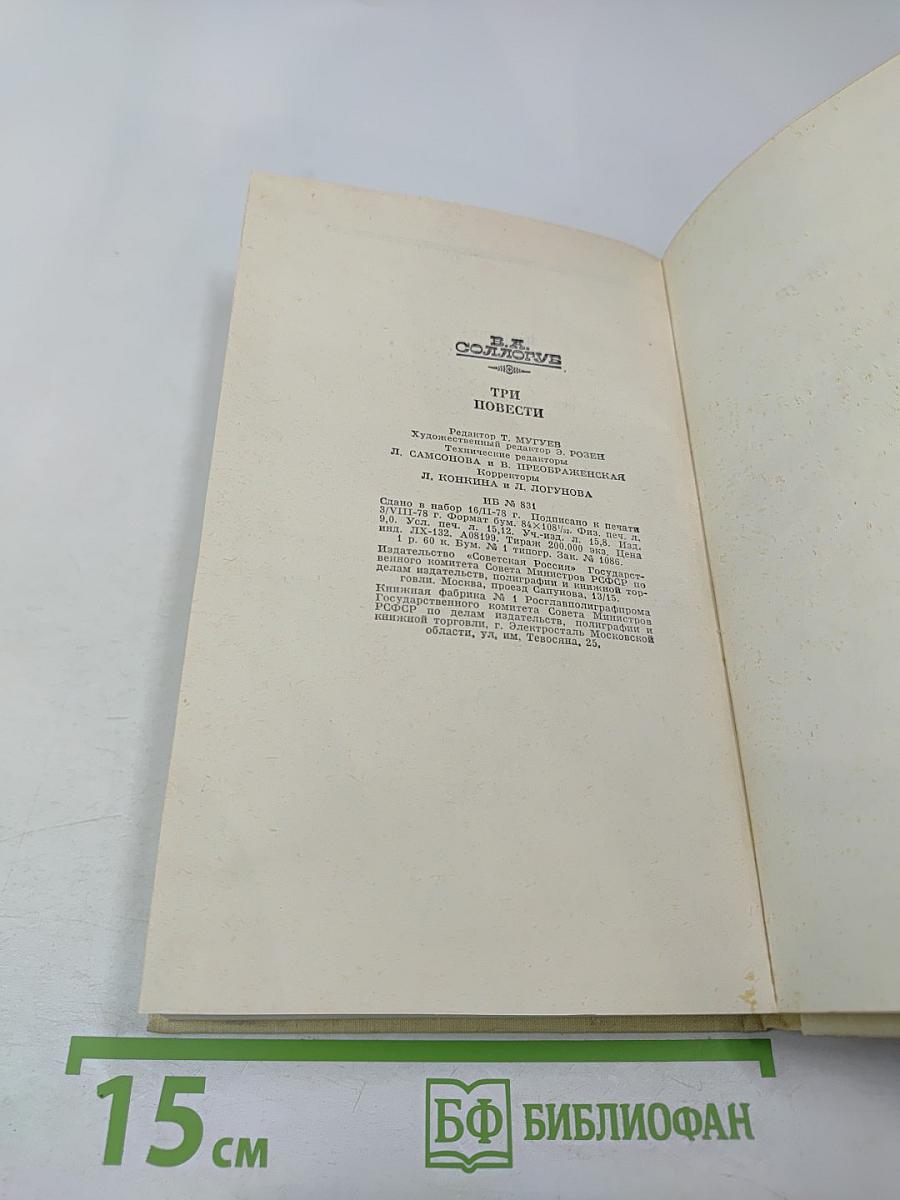 В.А.
СОЛЛОГУБ
ТРИ
ПОВЕСТИ
Редактор Т. МУГУЕВ
Художественный редактор Э. РОЗЕН
Технические редакторы
Л. САМСОНОВА и В. ПРЕОБРАЖЕНСКАЯ
Корректоры
Л. КОНКИНА и Л. ЛОГУНОВА
ИБ № 831
Сдано в набор 16/II-78 г. Подписано к печати
3/VIII-78 г. Формат бум. 84×108¹/₃₂. Физ. печ. л.
9,0. Усл. печ. л. 15,12. Уч.-изд. л. 15,8. Изд.
инд. ЛХ-132. А08199. Тираж 200.000 экз. Цена
1 р. 60 к. Бум. № 1 типогр. Зак. № 1086.
Издательство «Советская Россия» Государст-
венного комитета Совета Министров РСФСР по
делам издательств, полиграфии и книжной тор-
говли. Москва, проезд Сапунова, 13/15.
Книжная фабрика № 1 Росглавполиграфпрома
Государственного комитета Совета Министров
РСФСР по делам издательств, полиграфии и
книжной торговли, г. Электросталь Московской
области, ул. им. Тевосяна, 25.
15 см
БФ БИБЛИОФАН